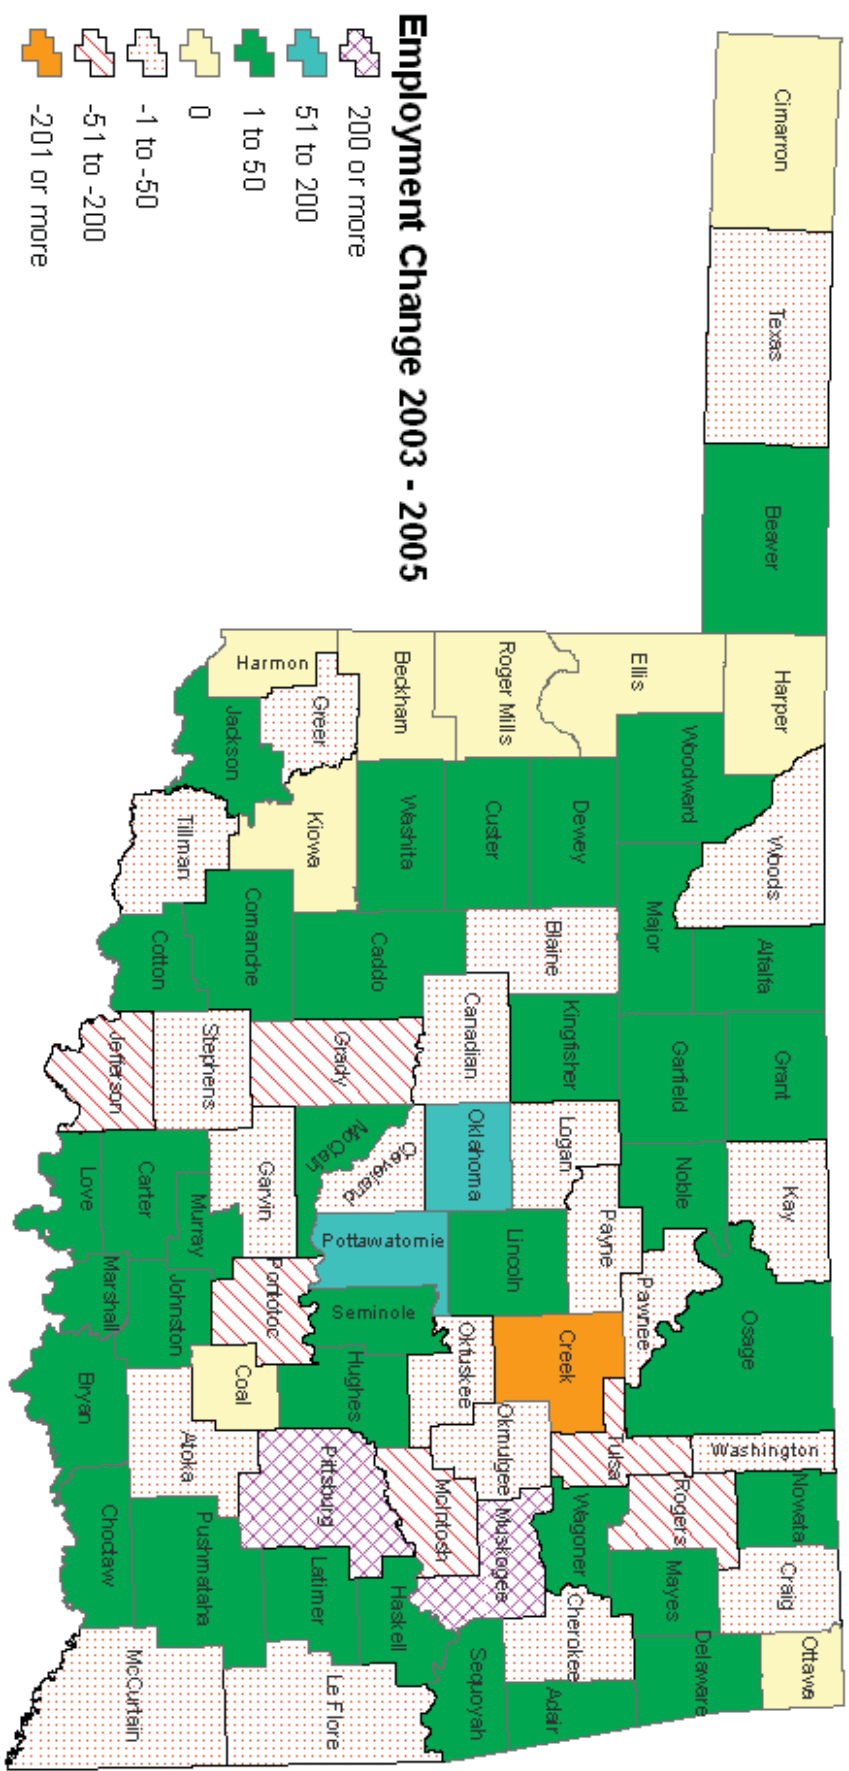 Cimarron
Texas
Beaver
Harper
Ellis
Roger Mills
Beckham
Harmon
Greer
Jackson
Woodward
Woods
Dewey
Custer
Washita
Kiowa
Tillman
Major
Alfalfa
Blaine
Caddo
Comanche
Cotton
Grant
Garfield
Kingfisher
Canadian
Grady
Stephens
Jefferson
Kay
Noble
Logan
Oklahoma
Cleveland
McClain
Garvin
Murray
Carter
Love
Payne
Pawnee
Lincoln
Pottawatomie
Seminole
Pontotoc
Johnston
Marshall
Osage
Creek
Okfuskee
Hughes
Coal
Bryan
Washington
Tulsa
Okmulgee
McIntosh
Pittsburg
Atoka
Choctaw
Nowata
Rogers
Wagoner
Muskogee
Craig
Mayes
Cherokee
Haskell
Latimer
Pushmataha
Ottawa
Delaware
Adair
Sequoyah
Le Flore
McCurtain
Employment Change 2003 - 2005
200 or more
51 to 200
1 to 50
0
-1 to -50
-51 to -200
-201 or more